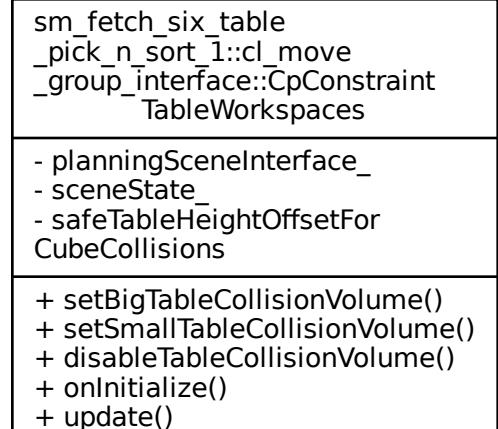 sm_fetch_six_table
_pick_n_sort_1::cl_move
_group_interface::CpConstraint
TableWorkspaces
- planningSceneInterface_
- sceneState_
- safeTableHeightOffsetFor
CubeCollisions
+ setBigTableCollisionVolume()
+ setSmallTableCollisionVolume()
+ disableTableCollisionVolume()
+ onInitialize()
+ update()